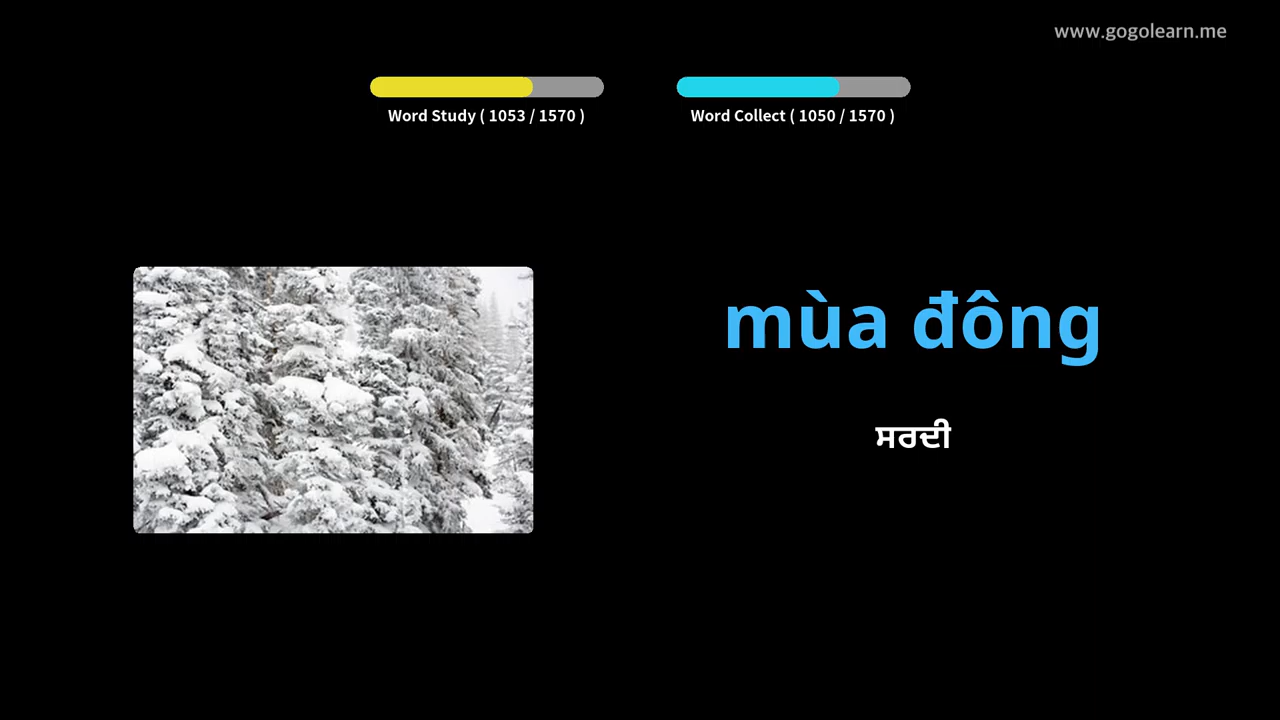 www.gogolearn.me
Word Study ( 1053 / 1570 )
Word Collect ( 1050 / 1570 )
mùa đông
ਸਰਦੀ